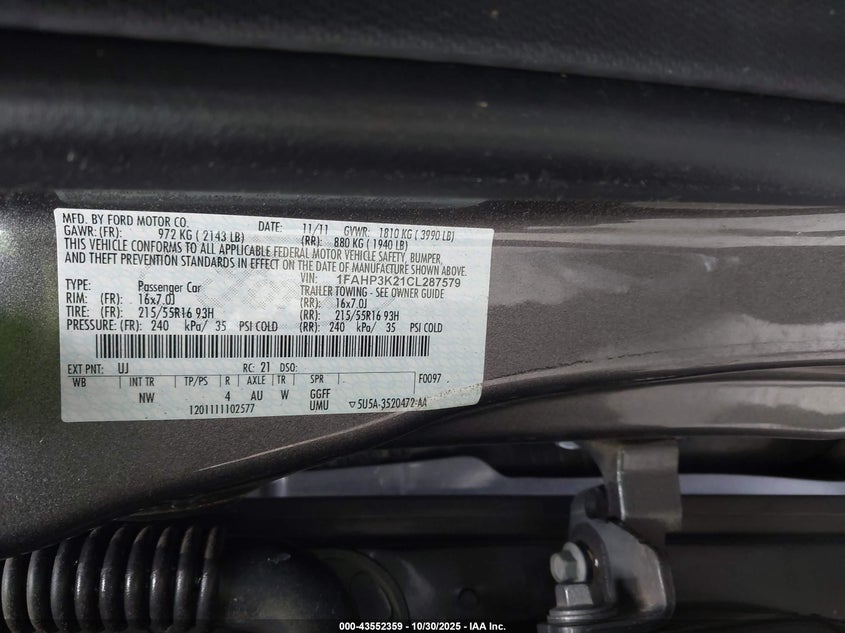 MFD. BY FORD MOTOR CO.
DATE: 11/11 GVWR: 1810 KG ( 3990 LB)
GAWR: (FR): 972 KG ( 2143 LB) (RR): 880 KG ( 1940 LB)
THIS VEHICLE CONFORMS TO ALL APPLICABLE FEDERAL MOTOR VEHICLE SAFETY, BUMPER,
AND THEFT PREVENTION STANDARDS IN EFFECT ON THE DATE OF MANUFACTURE SHOWN ABOVE.
VIN: 1FAHP3K21CL287579
TYPE: Passenger Car TRAILER TOWING - SEE OWNER GUIDE
RIM: (FR): 16x7.0J (RR): 16x7.0J
TIRE: (FR): 215/55R16 93H (RR): 215/55R16 93H
PRESSURE: (FR): 240 kPa/ 35 PSI COLD (RR): 240 kPa/ 35 PSI COLD
EXT PNT: UJ RC: 21 DSO: F0097
WB INT TR TP/PS R AXLE TR SPR
NW 4 AU W GGFF
1201111102577 UMU ▽5U5A-3520472-AA
000-43552359 - 10/30/2025 - IAA Inc.